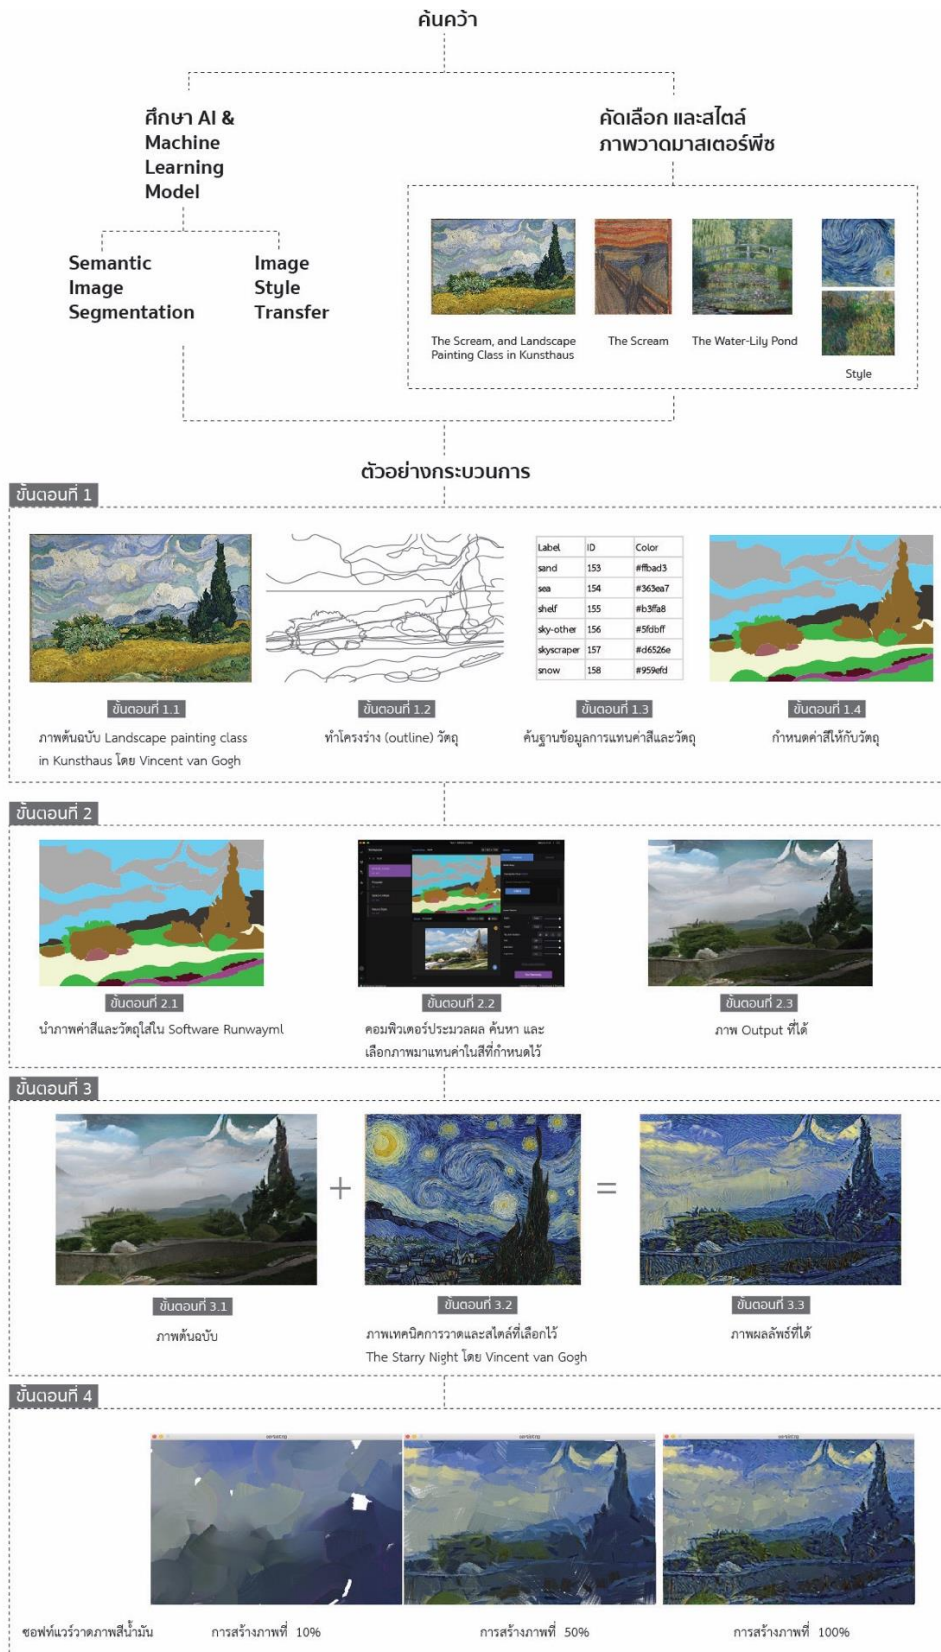 ค้นคว้า
ศึกษา AI &
Machine
Learning
Model
คัดเลือก และสไตล์
ภาพวาดมาสเตอร์พีซ
Semantic
Image
Segmentation
Image
Style
Transfer
The Scream, and Landscape
Painting Class in Kunsthaus
The Scream
The Water-Lily Pond
Style
ตัวอย่างกระบวนการ
ขั้นตอนที่ 1
Label ID Color
sand 153 #ffbad3
sea 154 #363ea7
shelf 155 #b3ffa8
sky-other 156 #5fdbff
skyscraper 157 #d6526e
snow 158 #959efd
ขั้นตอนที่ 1.1
ภาพต้นฉบับ Landscape painting class
in Kunsthaus โดย Vincent van Gogh
ขั้นตอนที่ 1.2
ทำโครงร่าง (outline) วัตถุ
ขั้นตอนที่ 1.3
ค้นฐานข้อมูลการแทนค่าสีและวัตถุ
ขั้นตอนที่ 1.4
กำหนดค่าสีให้กับวัตถุ
ขั้นตอนที่ 2
ขั้นตอนที่ 2.1
นำภาพค่าสีและวัตถุใส่ใน Software Runwayml
ขั้นตอนที่ 2.2
คอมพิวเตอร์ประมวลผล ค้นหา และ
เลือกภาพมาแทนค่าในสีที่กำหนดไว้
ขั้นตอนที่ 2.3
ภาพ Output ที่ได้
ขั้นตอนที่ 3
+
=
ขั้นตอนที่ 3.1
ภาพต้นฉบับ
ขั้นตอนที่ 3.2
ภาพเทคนิคการวาดและสไตล์ที่เลือกไว้
The Starry Night โดย Vincent van Gogh
ขั้นตอนที่ 3.3
ภาพผลลัพธ์ที่ได้
ขั้นตอนที่ 4
ซอฟท์แวร์วาดภาพสีน้ำมัน
การสร้างภาพที่ 10%
การสร้างภาพที่ 50%
การสร้างภาพที่ 100%